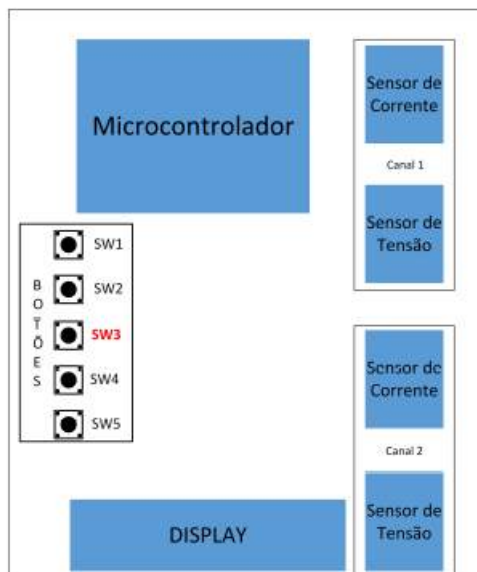 Microcontrolador
Sensor de
Corrente
Canal 1
Sensor de
Tensão
BOTÕES
SW1
SW2
SW3
SW4
SW5
Sensor de
Corrente
Canal 2
Sensor de
Tensão
DISPLAY